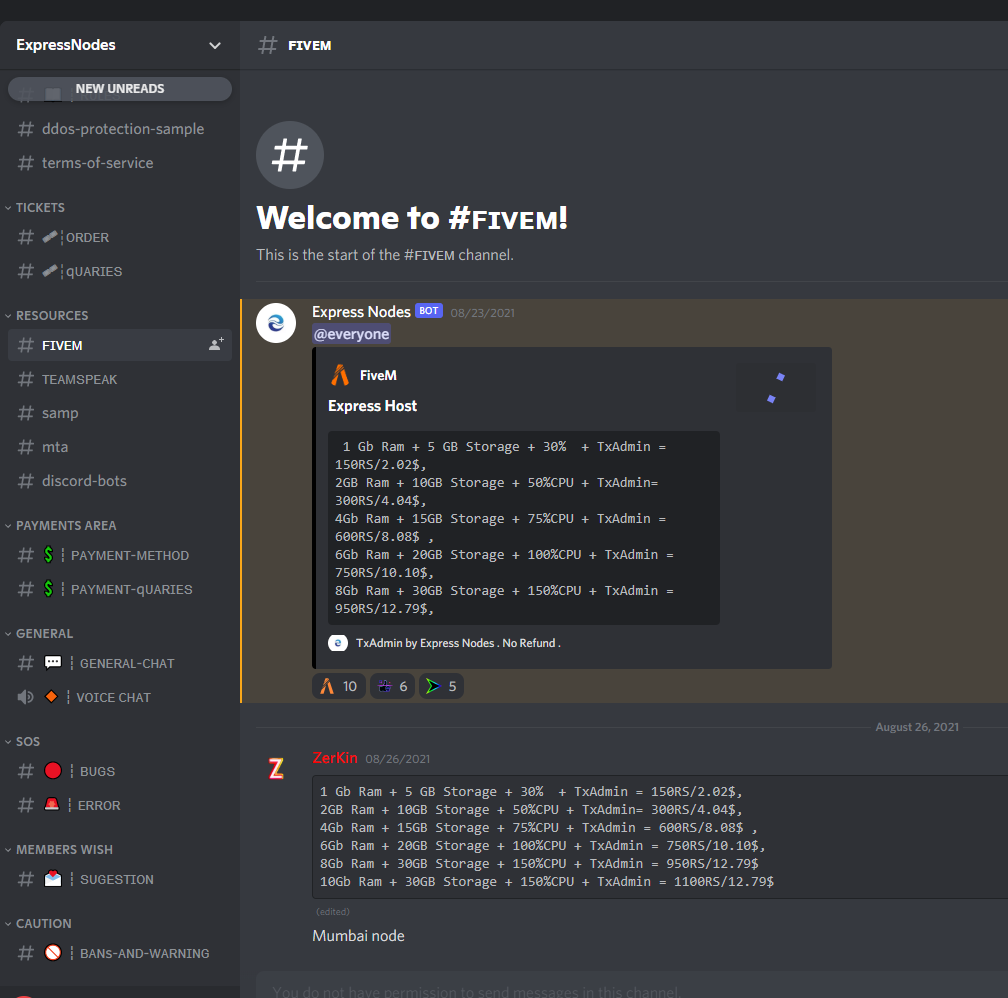 ExpressNodes
NEW UNREADS
# ddos-protection-sample
# terms-of-service
TICKETS
# ¦ORDER
# ¦qUARIES
RESOURCES
# FIVEM
# TEAMSPEAK
# samp
# mta
# discord-bots
PAYMENTS AREA
# ¦ PAYMENT-METHOD
# ¦ PAYMENT-qUARIES
GENERAL
# ¦ GENERAL-CHAT
¦ VOICE CHAT
SOS
# ¦ BUGS
# ¦ ERROR
MEMBERS WISH
# ¦ SUGESTION
CAUTION
# ¦ BANs-AND-WARNING
# FIVEM
#
Welcome to #FIVEM!
This is the start of the #FIVEM channel.
Express Nodes BOT 08/23/2021
@everyone
FiveM
Express Host
1 Gb Ram + 5 GB Storage + 30%  + TxAdmin =
150RS/2.02$,
2GB Ram + 10GB Storage + 50%CPU + TxAdmin=
300RS/4.04$,
4Gb Ram + 15GB Storage + 75%CPU + TxAdmin =
600RS/8.08$ ,
6Gb Ram + 20GB Storage + 100%CPU + TxAdmin =
750RS/10.10$,
8Gb Ram + 30GB Storage + 150%CPU + TxAdmin =
950RS/12.79$,
TxAdmin by Express Nodes . No Refund .
10 6 5
August 26, 2021
Z
ZerKin 08/26/2021
1 Gb Ram + 5 GB Storage + 30%  + TxAdmin = 150RS/2.02$,
2GB Ram + 10GB Storage + 50%CPU + TxAdmin= 300RS/4.04$,
4Gb Ram + 15GB Storage + 75%CPU + TxAdmin = 600RS/8.08$ ,
6Gb Ram + 20GB Storage + 100%CPU + TxAdmin = 750RS/10.10$,
8Gb Ram + 30GB Storage + 150%CPU + TxAdmin = 950RS/12.79$
10Gb Ram + 30GB Storage + 150%CPU + TxAdmin = 1100RS/12.79$
(edited)
Mumbai node
You do not have permission to send messages in this channel.